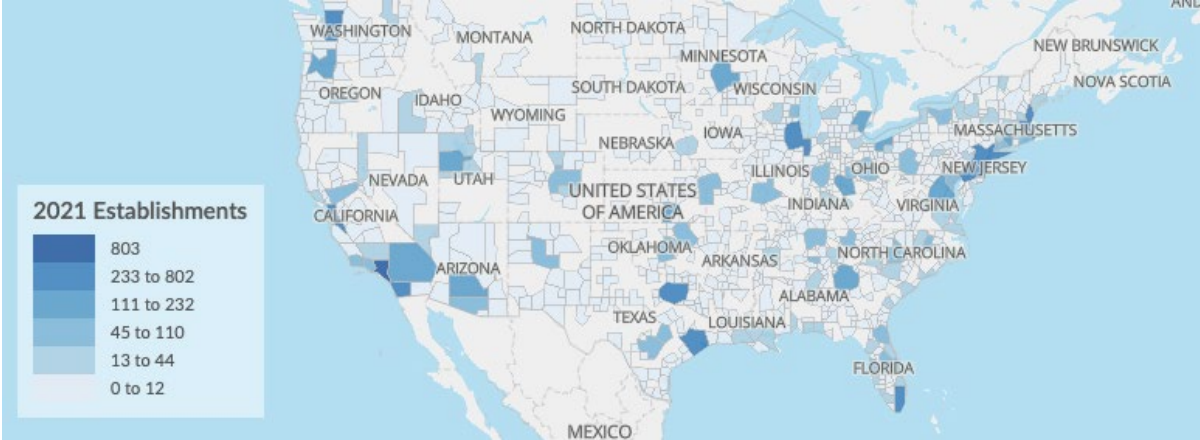 AND
WASHINGTON
MONTANA
NORTH DAKOTA
NEW BRUNSWICK
MINNESOTA
NOVA SCOTIA
OREGON
IDAHO
SOUTH DAKOTA
WISCONSIN
WYOMING
IOWA
MASSACHUSETTS
NEBRASKA
NEVADA
UTAH
ILLINOIS
OHIO
NEW JERSEY
UNITED STATES
OF AMERICA
INDIANA
VIRGINIA
CALIFORNIA
OKLAHOMA
ARKANSAS
NORTH CAROLINA
ARIZONA
ALABAMA
TEXAS
LOUISIANA
FLORIDA
MEXICO
2021 Establishments
803
233 to 802
111 to 232
45 to 110
13 to 44
0 to 12